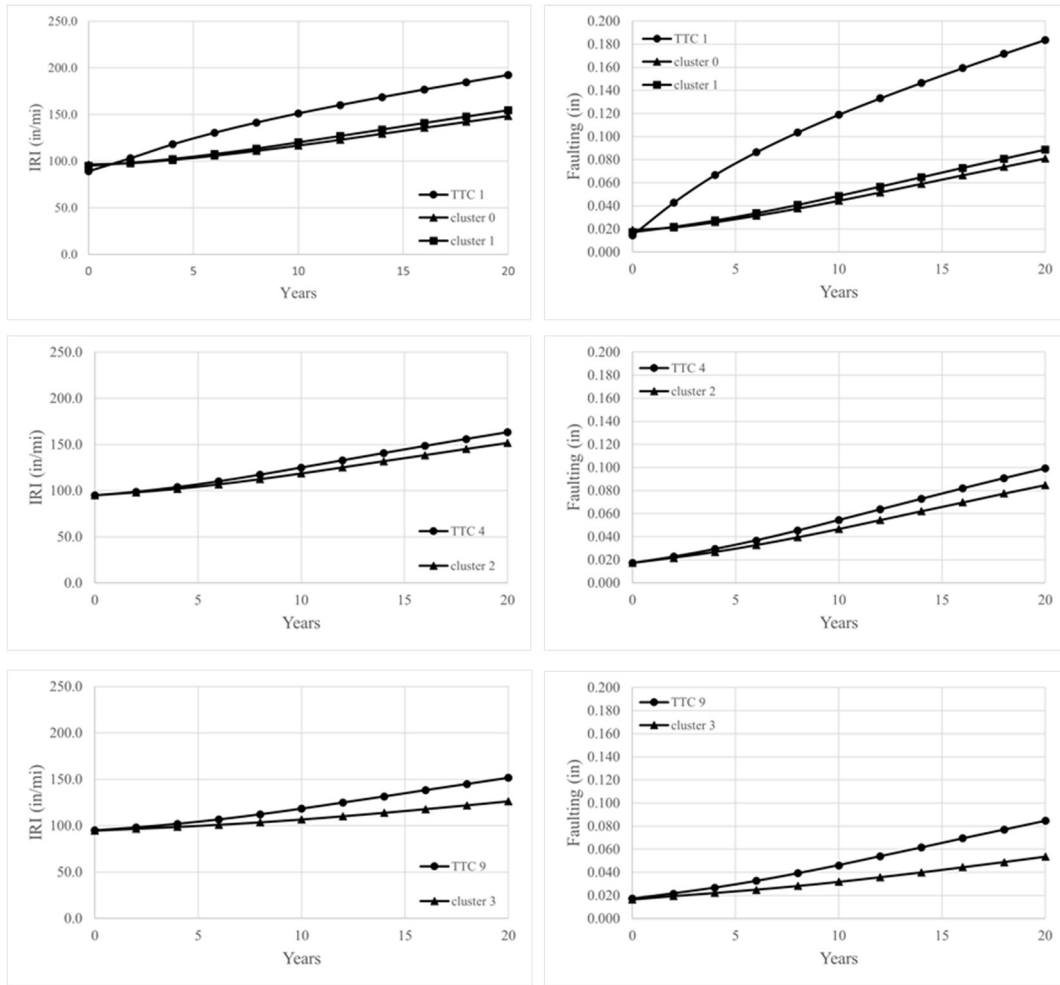 250.0
200.0
150.0
100.0
50.0
0.0
IRI (in/mi)
TTC 1
cluster 0
cluster 1
0 5 10 15 20
Years
0.200
0.180
0.160
0.140
0.120
0.100
0.080
0.060
0.040
0.020
0.000
Faulting (in)
TTC 1
cluster 0
cluster 1
0 5 10 15 20
Years
250.0
200.0
150.0
100.0
50.0
0.0
IRI (in/mi)
TTC 4
cluster 2
0 5 10 15 20
Years
0.200
0.180
0.160
0.140
0.120
0.100
0.080
0.060
0.040
0.020
0.000
Faulting (in)
TTC 4
cluster 2
0 5 10 15 20
Years
250.0
200.0
150.0
100.0
50.0
0.0
IRI (in/mi)
TTC 9
cluster 3
0 5 10 15 20
Years
0.200
0.180
0.160
0.140
0.120
0.100
0.080
0.060
0.040
0.020
0.000
Faulting (in)
TTC 9
cluster 3
0 5 10 15 20
Years